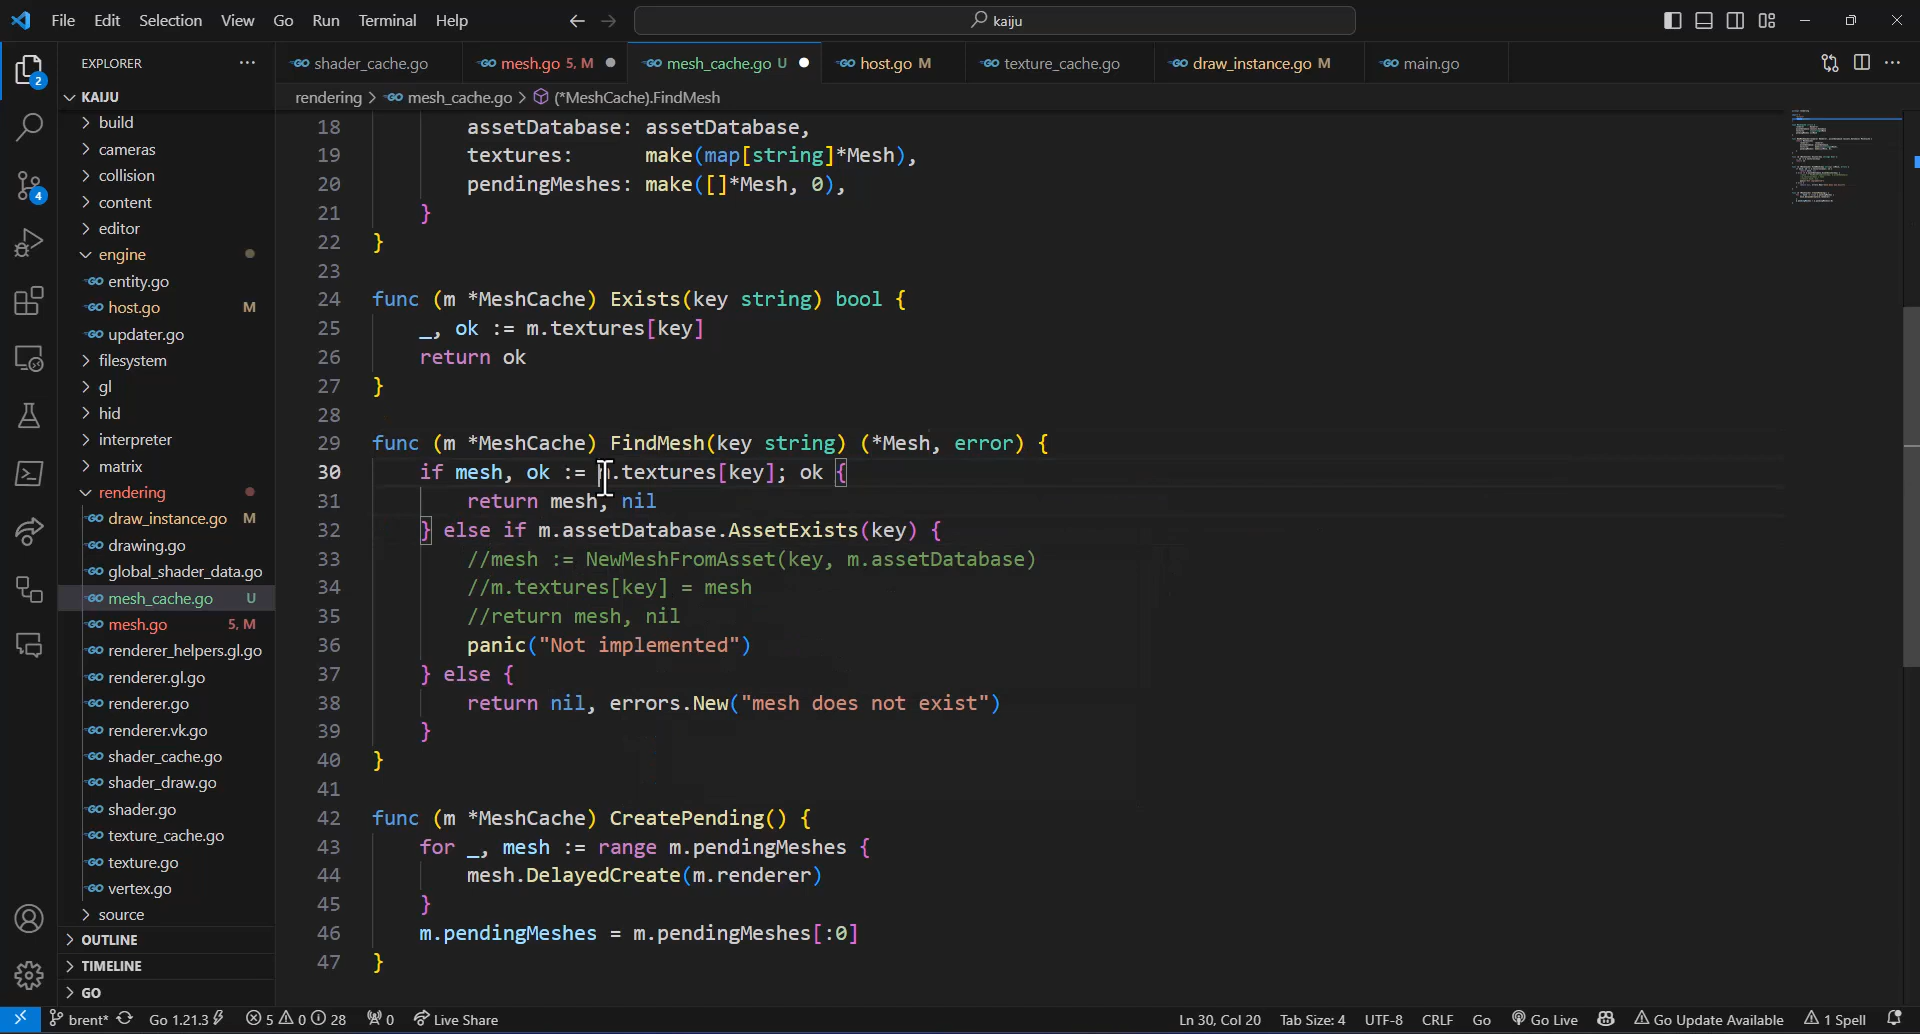 File Edit Selection View Go Run Terminal Help
kaiju
EXPLORER
shader_cache.go
mesh.go 5, M
mesh_cache.go U
host.go M
texture_cache.go
draw_instance.go M
main.go
KAIJU
rendering > mesh_cache.go > (*MeshCache).FindMesh
build
cameras
collision
content
editor
engine
entity.go
host.go M
updater.go
filesystem
gl
hid
interpreter
matrix
rendering
draw_instance.go M
drawing.go
global_shader_data.go
mesh_cache.go U
mesh.go 5, M
renderer_helpers.gl.go
renderer.gl.go
renderer.go
renderer.vk.go
shader_cache.go
shader_draw.go
shader.go
texture_cache.go
texture.go
vertex.go
source
OUTLINE
TIMELINE
GO
2
4
18 assetDatabase: assetDatabase,
19 textures: make(map[string]*Mesh),
20 pendingMeshes: make([]*Mesh, 0),
21 }
22 }
23
24 func (m *MeshCache) Exists(key string) bool {
25 _, ok := m.textures[key]
26 return ok
27 }
28
29 func (m *MeshCache) FindMesh(key string) (*Mesh, error) {
30 if mesh, ok := m.textures[key]; ok {
31 return mesh, nil
32 } else if m.assetDatabase.AssetExists(key) {
33 //mesh := NewMeshFromAsset(key, m.assetDatabase)
34 //m.textures[key] = mesh
35 //return mesh, nil
36 panic("Not implemented")
37 } else {
38 return nil, errors.New("mesh does not exist")
39 }
40 }
41
42 func (m *MeshCache) CreatePending() {
43 for _, mesh := range m.pendingMeshes {
44 mesh.DelayedCreate(m.renderer)
45 }
46 m.pendingMeshes = m.pendingMeshes[:0]
47 }
brent* Go 1.21.3 5 0 28 0 Live Share
Ln 30, Col 20 Tab Size: 4 UTF-8 CRLF Go Go Live Go Update Available 1 Spell